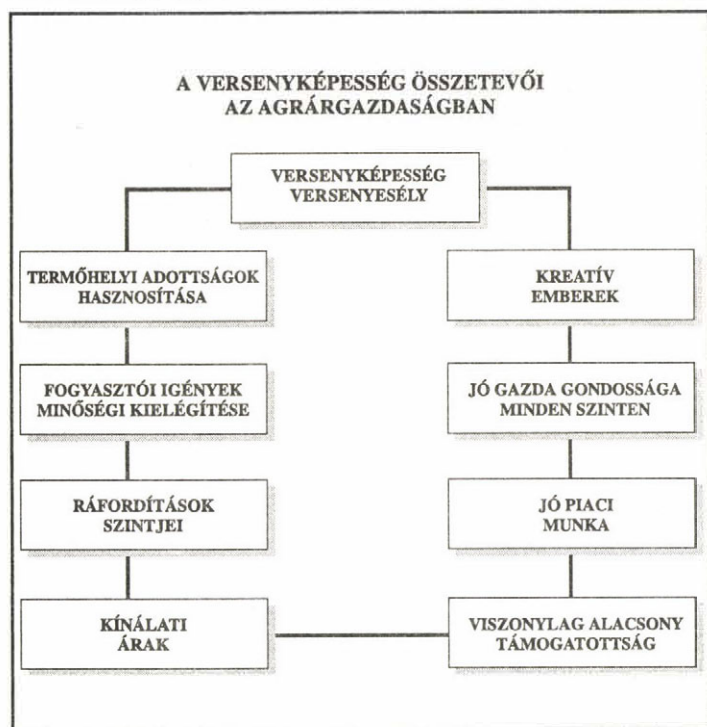 A VERSENYKÉPESSÉG ÖSSZETEVŐI
AZ AGRÁRGAZDASÁGBAN
VERSENYKÉPESSÉG
VERSENYESÉLY
TERMŐHELYI ADOTTSÁGOK
HASZNOSÍTÁSA
FOGYASZTÓI IGÉNYEK
MINŐSÉGI KIELÉGÍTÉSE
RÁFORDÍTÁSOK
SZINTJEI
KÍNÁLATI
ÁRAK
KREATÍV
EMBEREK
JÓ GAZDA GONDOSSÁGA
MINDEN SZINTEN
JÓ PIACI
MUNKA
VISZONYLAG ALACSONY
TÁMOGATOTTSÁG